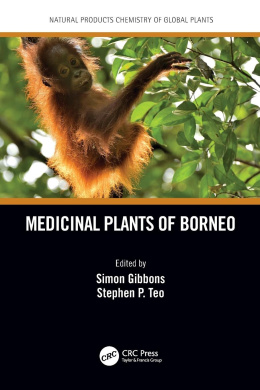 NATURAL PRODUCTS CHEMISTRY OF GLOBAL PLANTS
MEDICINAL PLANTS OF BORNEO
Edited by
Simon Gibbons
Stephen P. Teo
CRC
CRC Press
Taylor & Francis Group